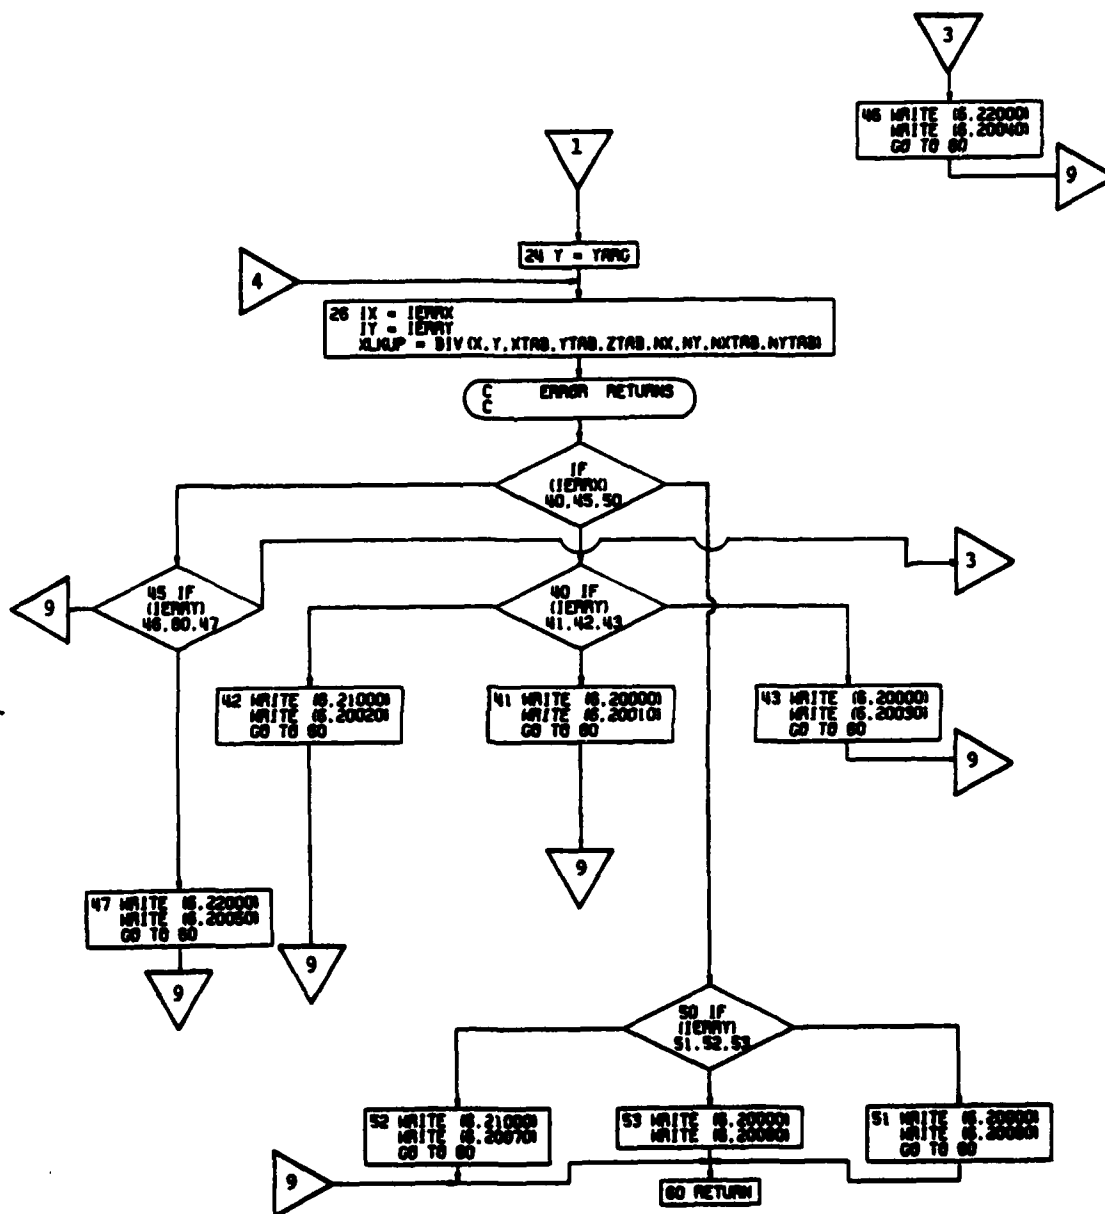 3
46 WRITE (6,22000)
WRITE (6,20040)
GO TO 60
9
1
24 Y = YARG
4
26 IX = IERRX
IY = IERRY
XLKUP = BIV(X,Y,XTAB,YTAB,ZTAB,NX,NY,NXTAB,NYTAB)
C ERROR RETURNS
C
IF
(IERRX)
40,45,50
9
45 IF
(IERRY)
46,60,47
40 IF
(IERRY)
41,42,43
3
42 WRITE (6,21000)
WRITE (6,20020)
GO TO 60
41 WRITE (6,20000)
WRITE (6,20010)
GO TO 60
43 WRITE (6,20000)
WRITE (6,20030)
GO TO 60
9
9
47 WRITE (6,22000)
WRITE (6,20050)
GO TO 60
9
9
50 IF
(IERRY)
51,52,53
52 WRITE (6,21000)
WRITE (6,20070)
GO TO 60
53 WRITE (6,20000)
WRITE
51 WRITE (6,20000)
WRITE
GO TO 60
9
60 RETURN